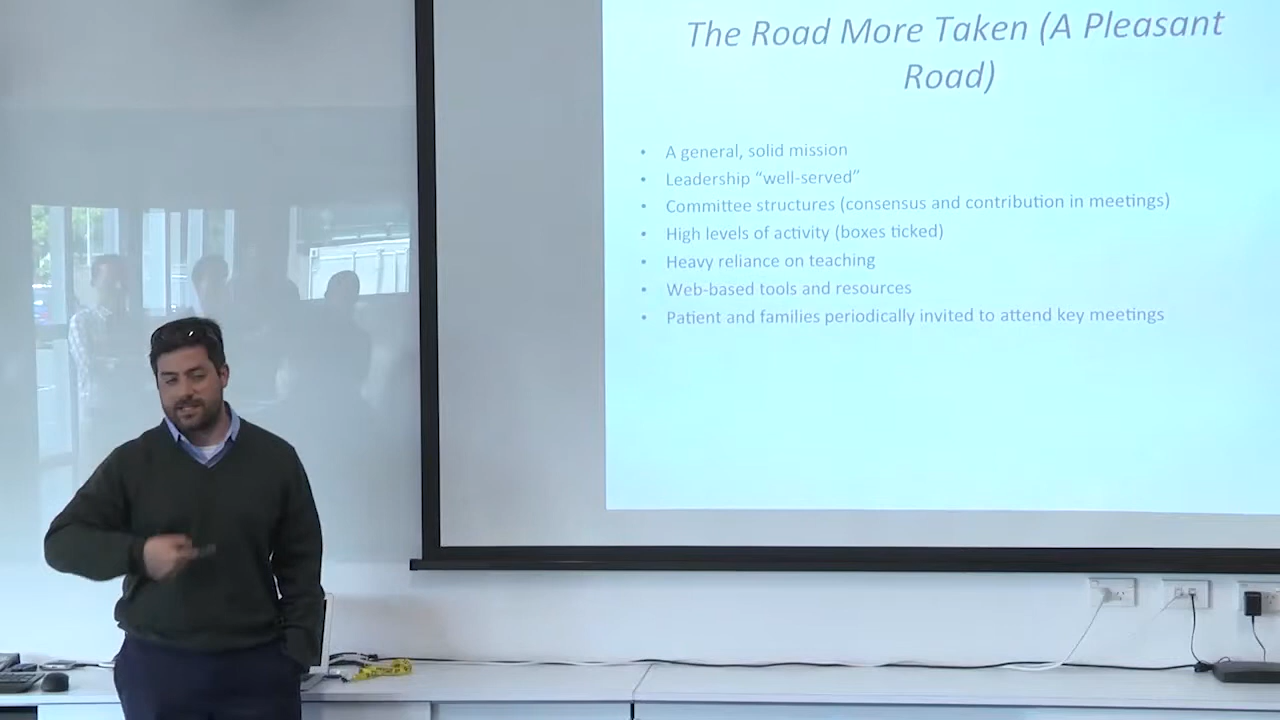 The Road More Taken (A Pleasant
Road)
• A general, solid mission
• Leadership “well-served”
• Committee structures (consensus and contribution in meetings)
• High levels of activity (boxes ticked)
• Heavy reliance on teaching
• Web-based tools and resources
• Patient and families periodically invited to attend key meetings